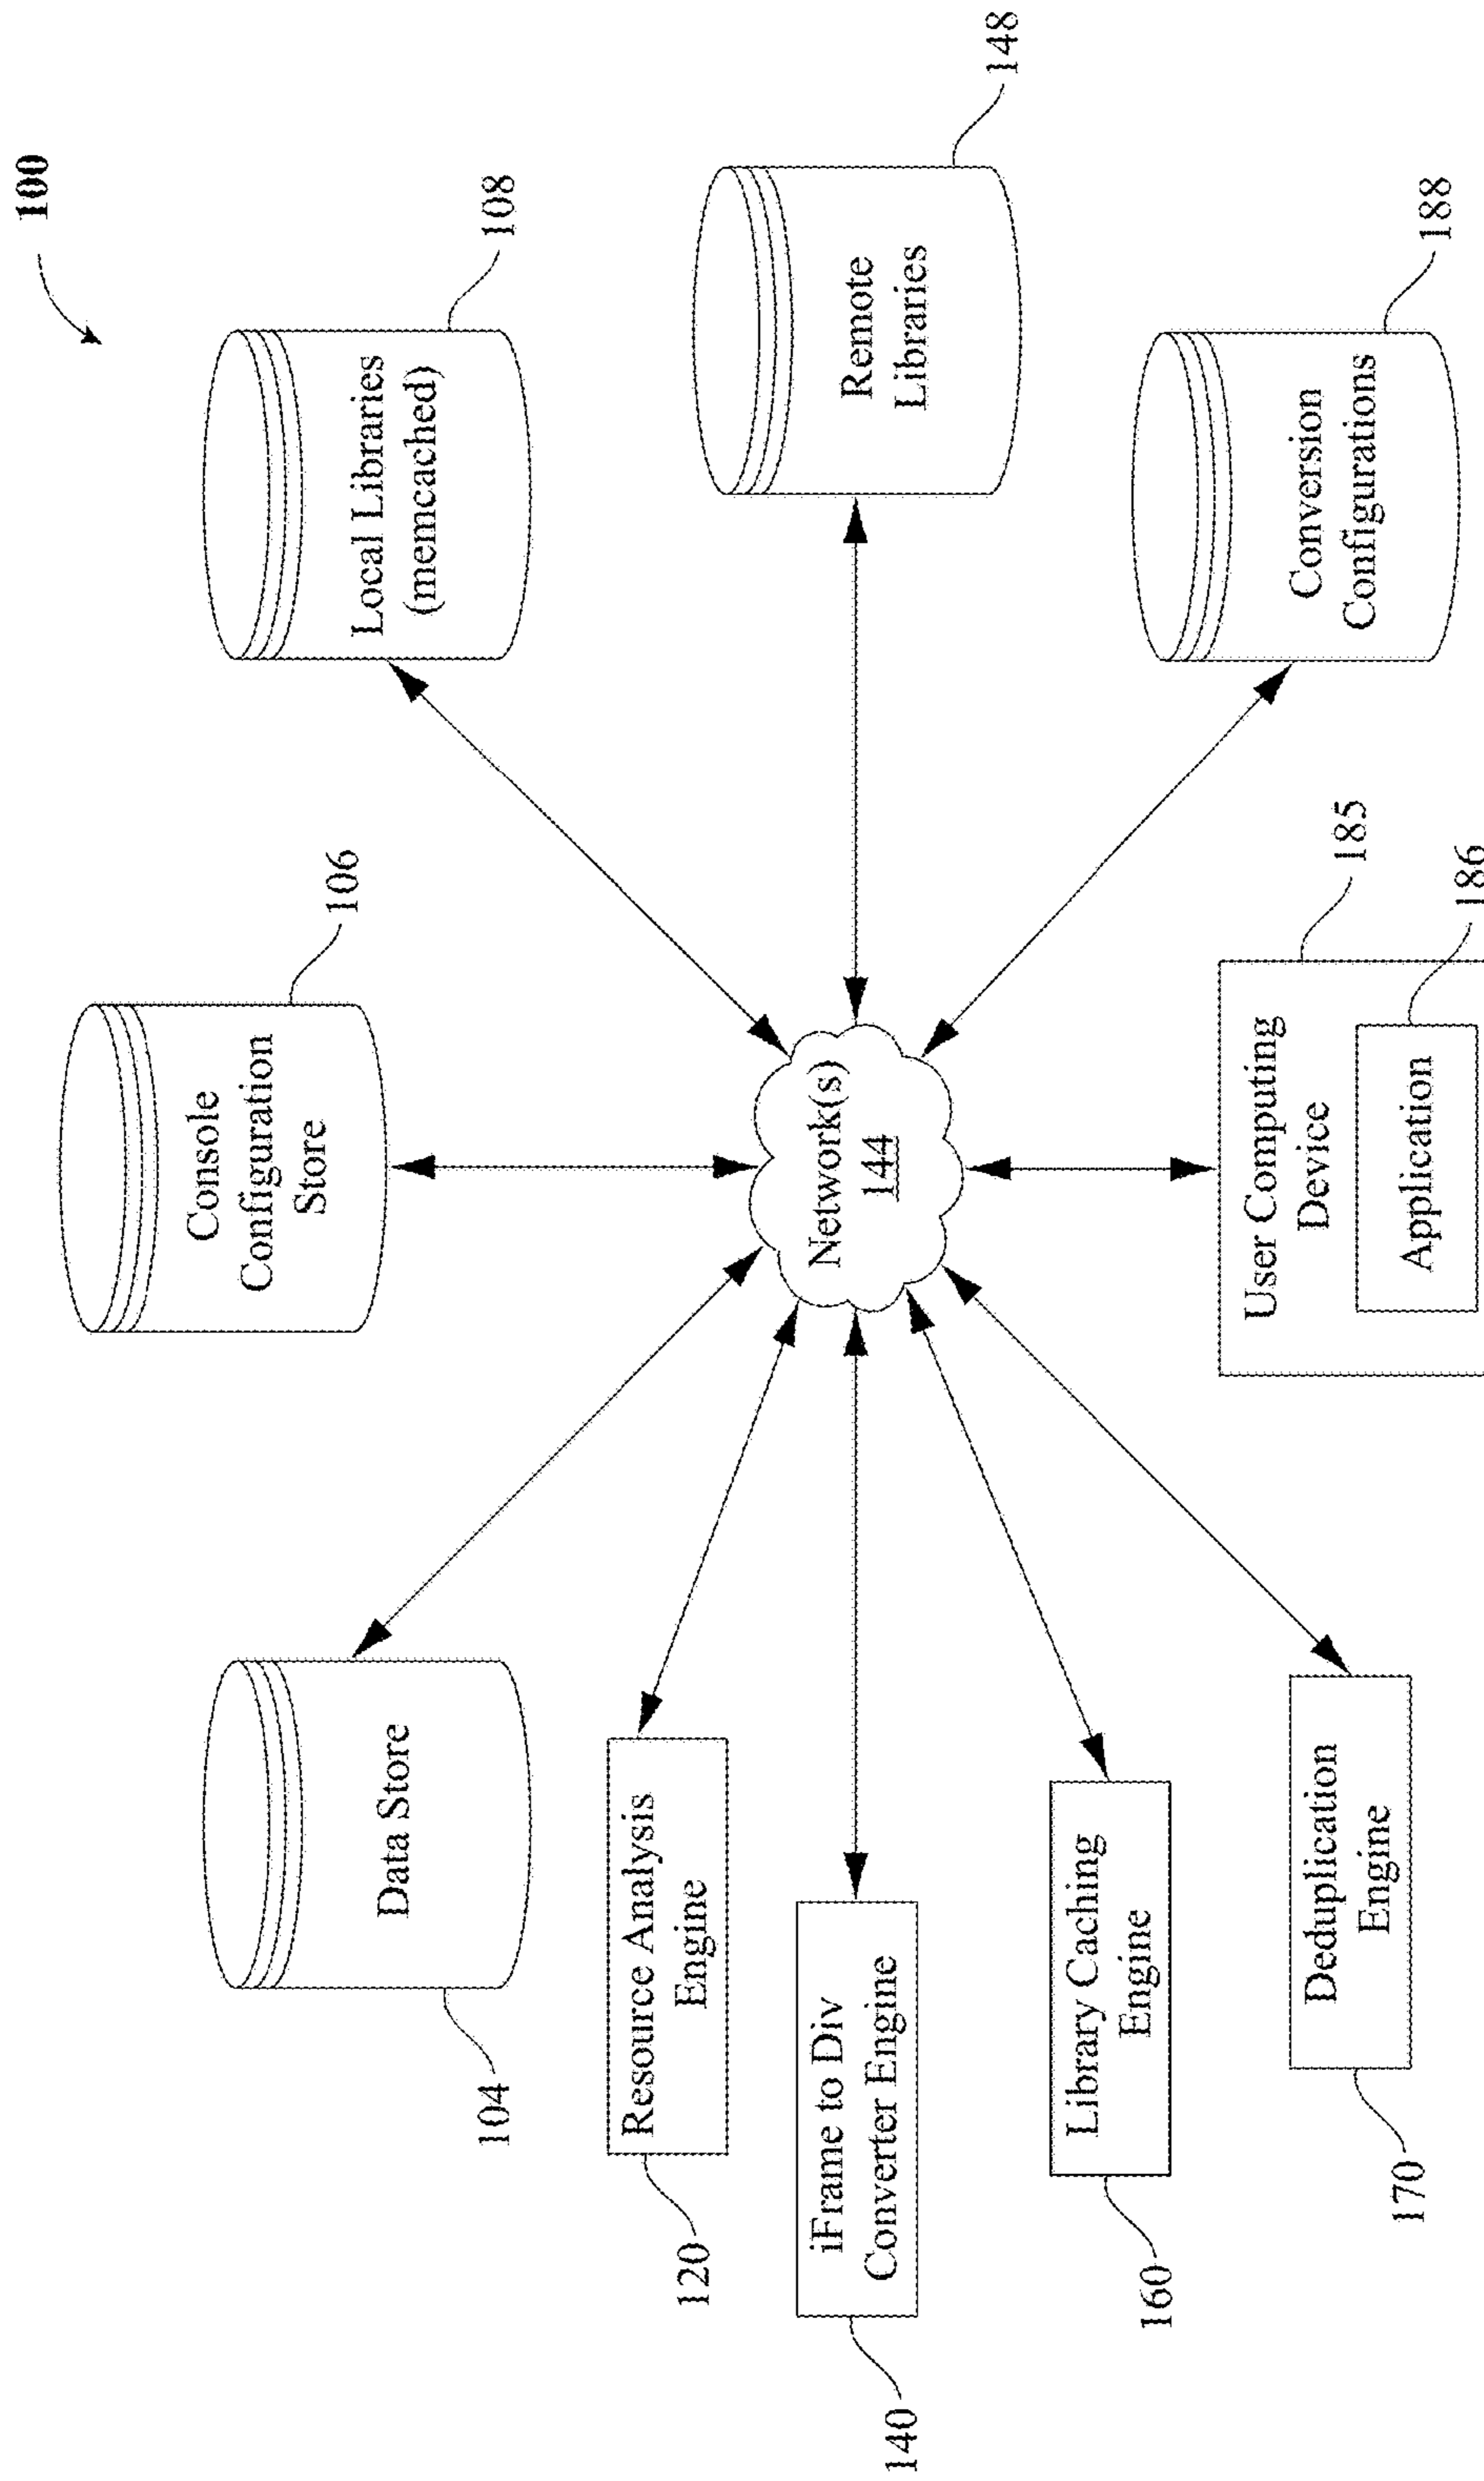 100
Console
Configuration
Store
106
Data Store
104
Local Libraries
(memcached)
108
Resource Analysis
Engine
120
Network(s)
144
Remote
Libraries
148
iFrame to Div
Converter Engine
140
Library Caching
Engine
160
Conversion
Configurations
188
Deduplication
Engine
170
User Computing
Device
185
Application
186